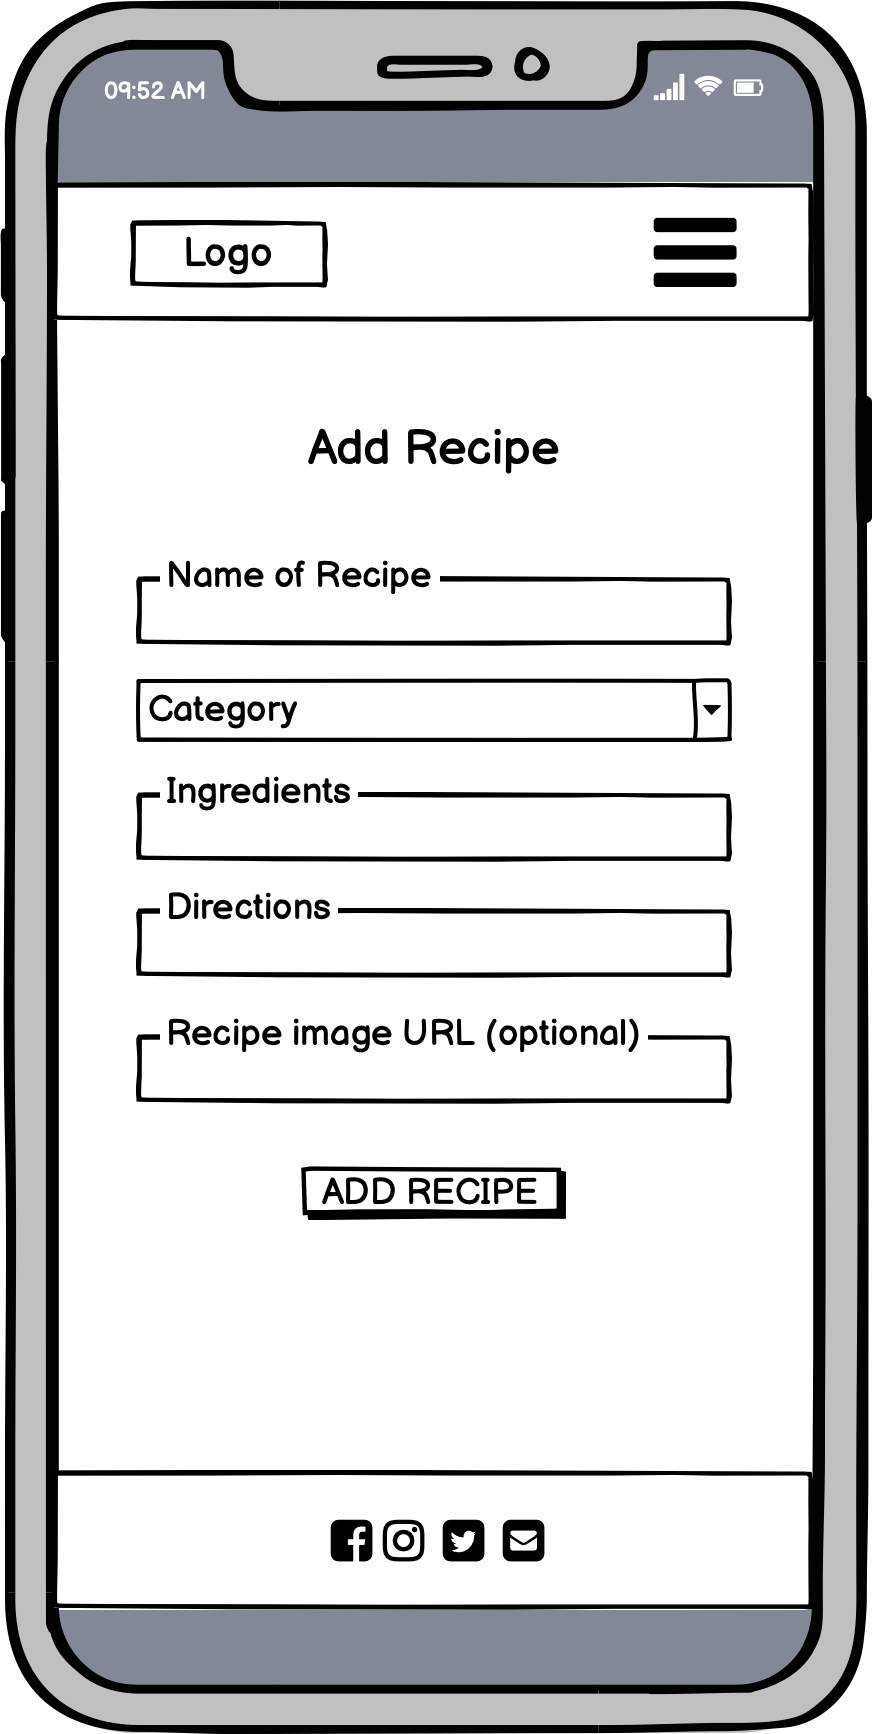 09:52 AM
Logo
Add Recipe
Name of Recipe
Category
Ingredients
Directions
Recipe image URL (optional)
ADD RECIPE